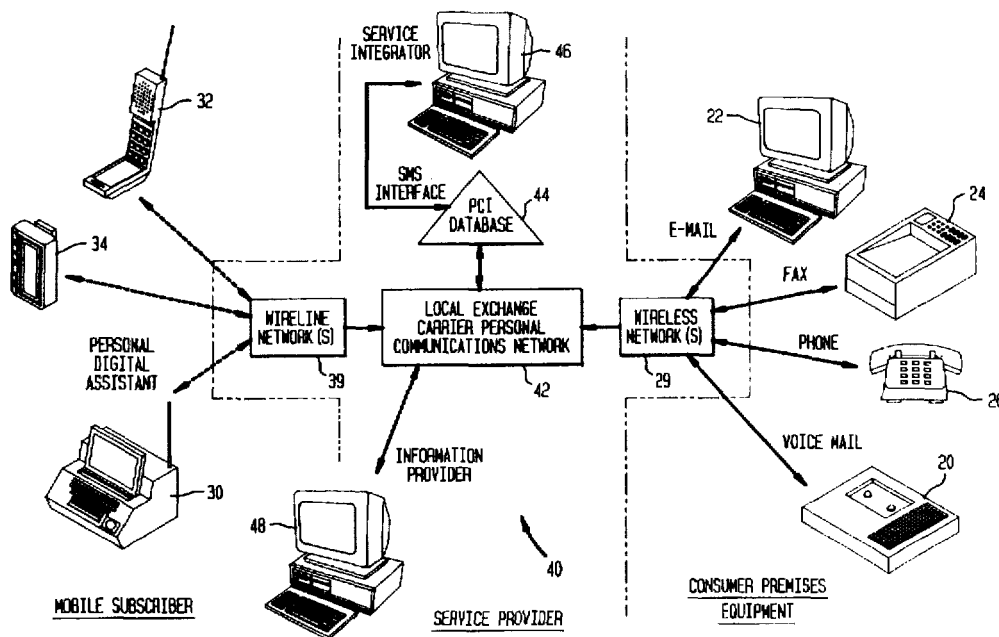 SERVICE
INTEGRATOR
46
32
22
24
SMS
INTERFACE
PCI
DATABASE
44
E-MAIL
34
FAX
WIRELINE
NETWORK(S)
39
LOCAL EXCHANGE
CARRIER PERSONAL
COMMUNICATIONS NETWORK
42
WIRELESS
NETWORK(S)
29
PHONE
26
PERSONAL
DIGITAL
ASSISTANT
30
INFORMATION
PROVIDER
48
VOICE MAIL
20
40
MOBILE SUBSCRIBER
SERVICE PROVIDER
CONSUMER PREMISES
EQUIPMENT